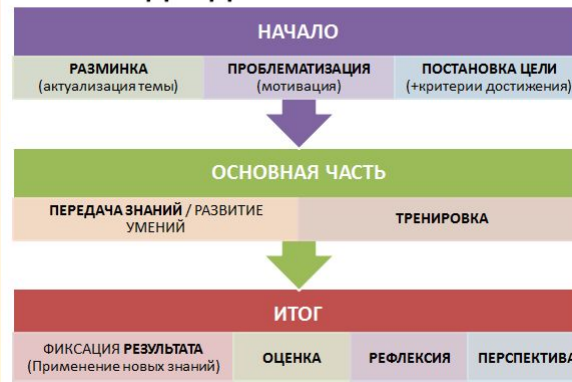 НАЧАЛО
РАЗМИНКА
(актуализация темы)
ПРОБЛЕМАТИЗАЦИЯ
(мотивация)
ПОСТАНОВКА ЦЕЛИ
(+критерии достижения)
ОСНОВНАЯ ЧАСТЬ
ПЕРЕДАЧА ЗНАНИЙ / РАЗВИТИЕ
УМЕНИЙ
ТРЕНИРОВКА
ИТОГ
ФИКСАЦИЯ РЕЗУЛЬТАТА
(Применение новых знаний)
ОЦЕНКА
РЕФЛЕКСИЯ
ПЕРСПЕКТИВА